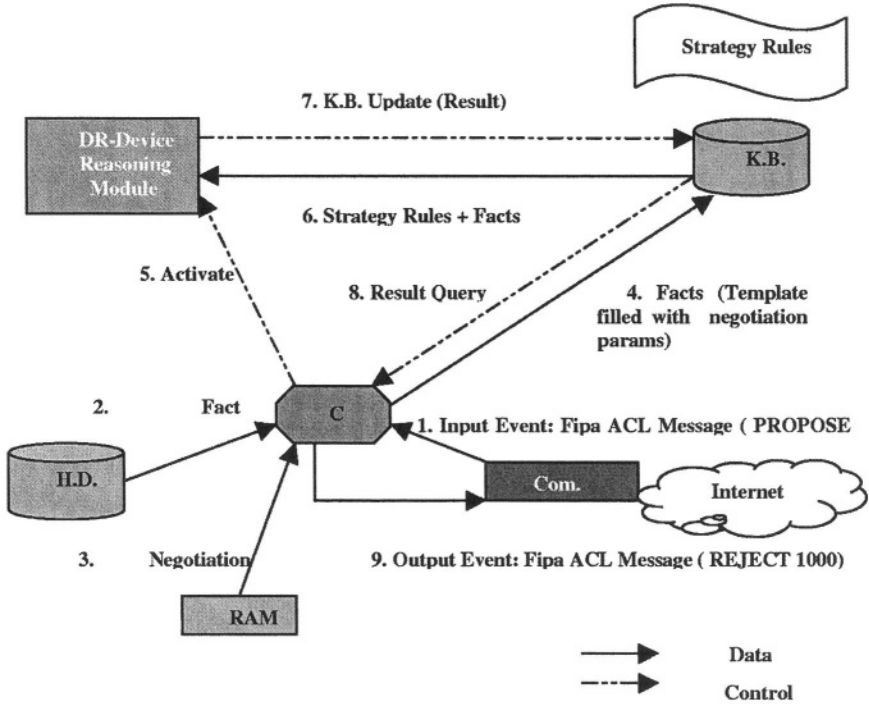 Strategy Rules
7. K.B. Update (Result)
DR-Device
Reasoning
Module
K.B.
6. Strategy Rules + Facts
5. Activate
8. Result Query
4. Facts (Template
filled with negotiation
params)
2. Fact
C
1. Input Event: Fipa ACL Message ( PROPOSE
H.D.
Com.
Internet
3. Negotiation
9. Output Event: Fipa ACL Message ( REJECT 1000)
RAM
Data
Control